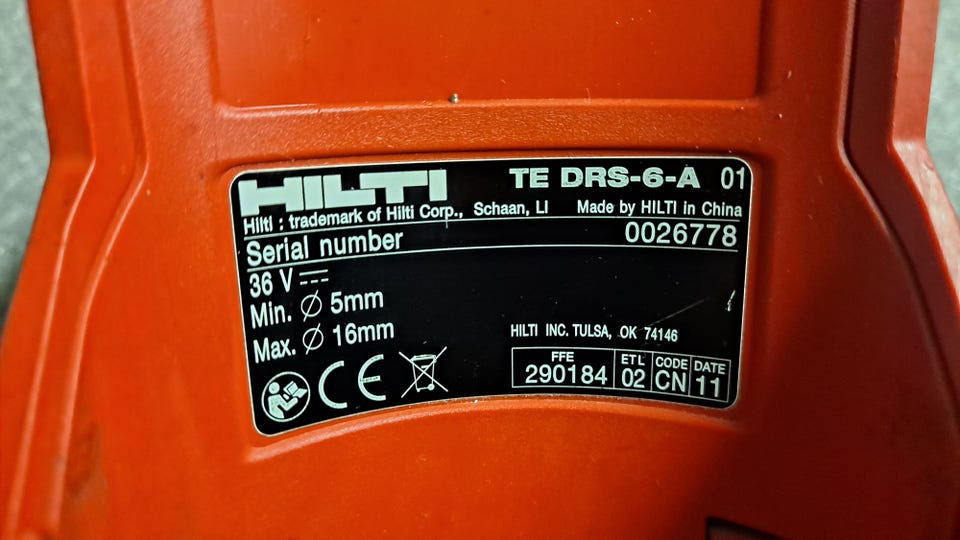 HILTI TE DRS-6-A 01
Hilti : trademark of Hilti Corp., Schaan, LI Made by HILTI in China
Serial number 0026778
36 V
Min. Ø 5mm
Max. Ø 16mm
HILTI INC. TULSA, OK 74146
FFE ETL CODE DATE
290184 02 CN 11
CE